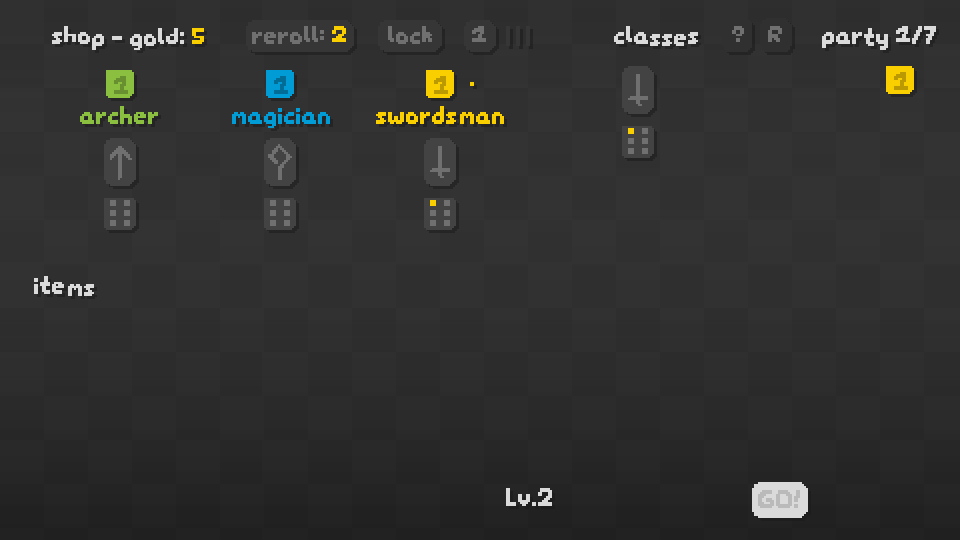 shop - gold: 5 reroll: 2 lock 1 classes ? R party 1/7
1 1 1 1
archer magician swordsman
items
Lv.2 GO!